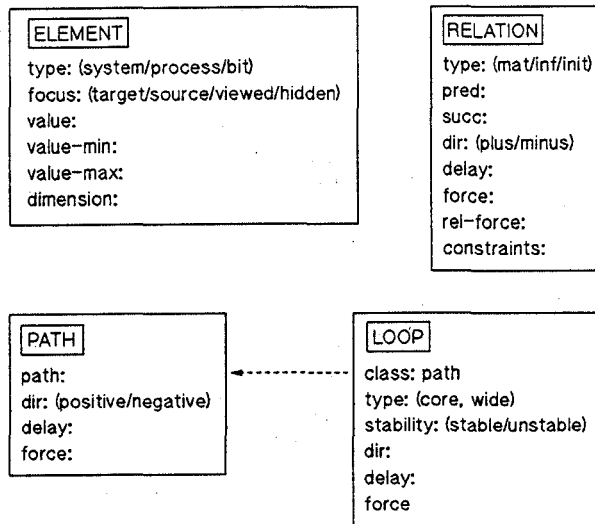 ELEMENT
type: (system/process/bit)
focus: (target/source/viewed/hidden)
value:
value-min:
value-max:
dimension:
RELATION
type: (mat/inf/init)
pred:
succ:
dir: (plus/minus)
delay:
force:
rel-force:
constraints:
PATH
path:
dir: (positive/negative)
delay:
force:
LOOP
class: path
type: (core, wide)
stability: (stable/unstable)
dir:
delay:
force